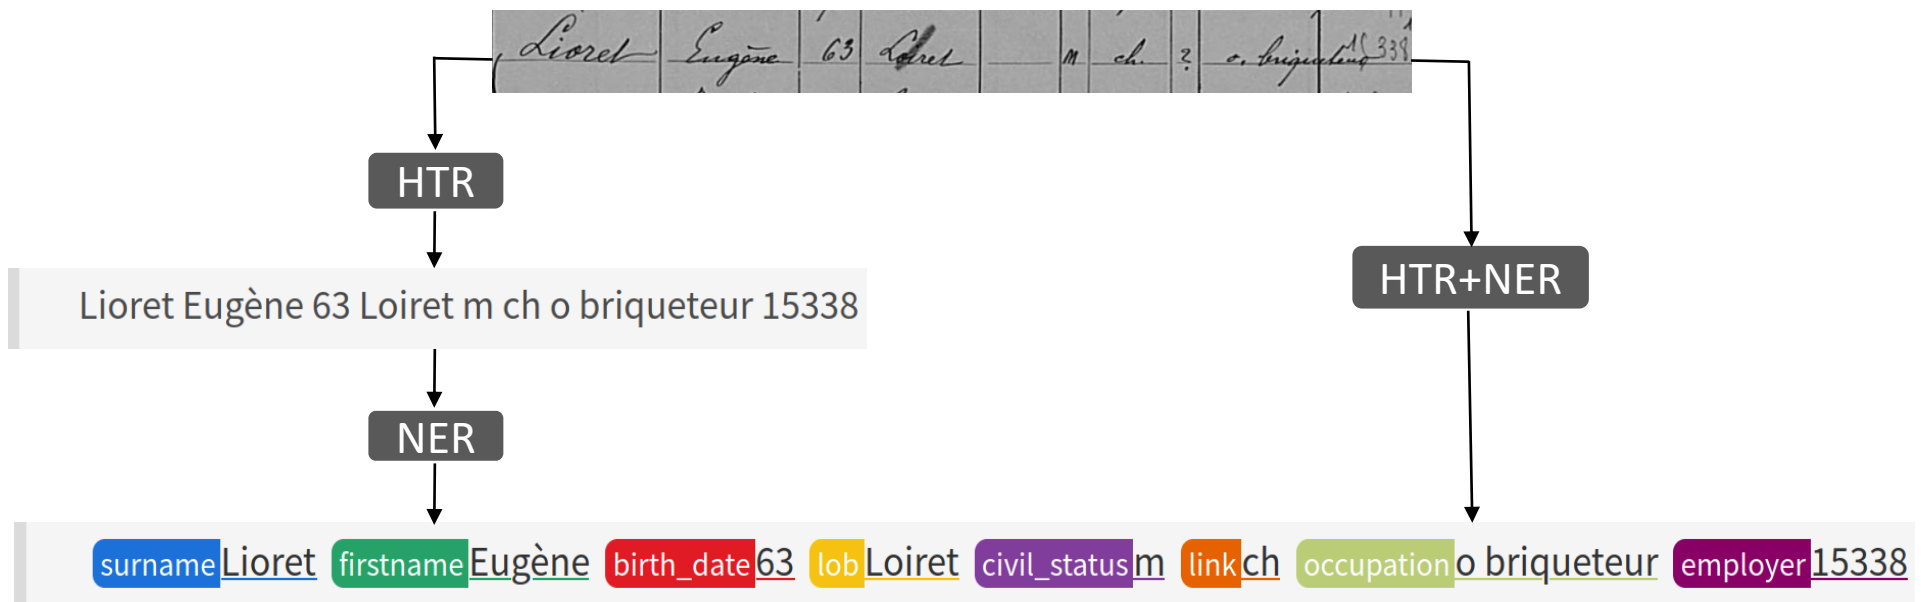 Lioret Eugène 63 Loiret m ch. ? o. briqueteur 15338
HTR
HTR+NER
Lioret Eugène 63 Loiret m ch o briqueteur 15338
NER
surname Lioret firstname Eugène birth_date 63 lob Loiret civil_status m link ch occupation o briqueteur employer 15338